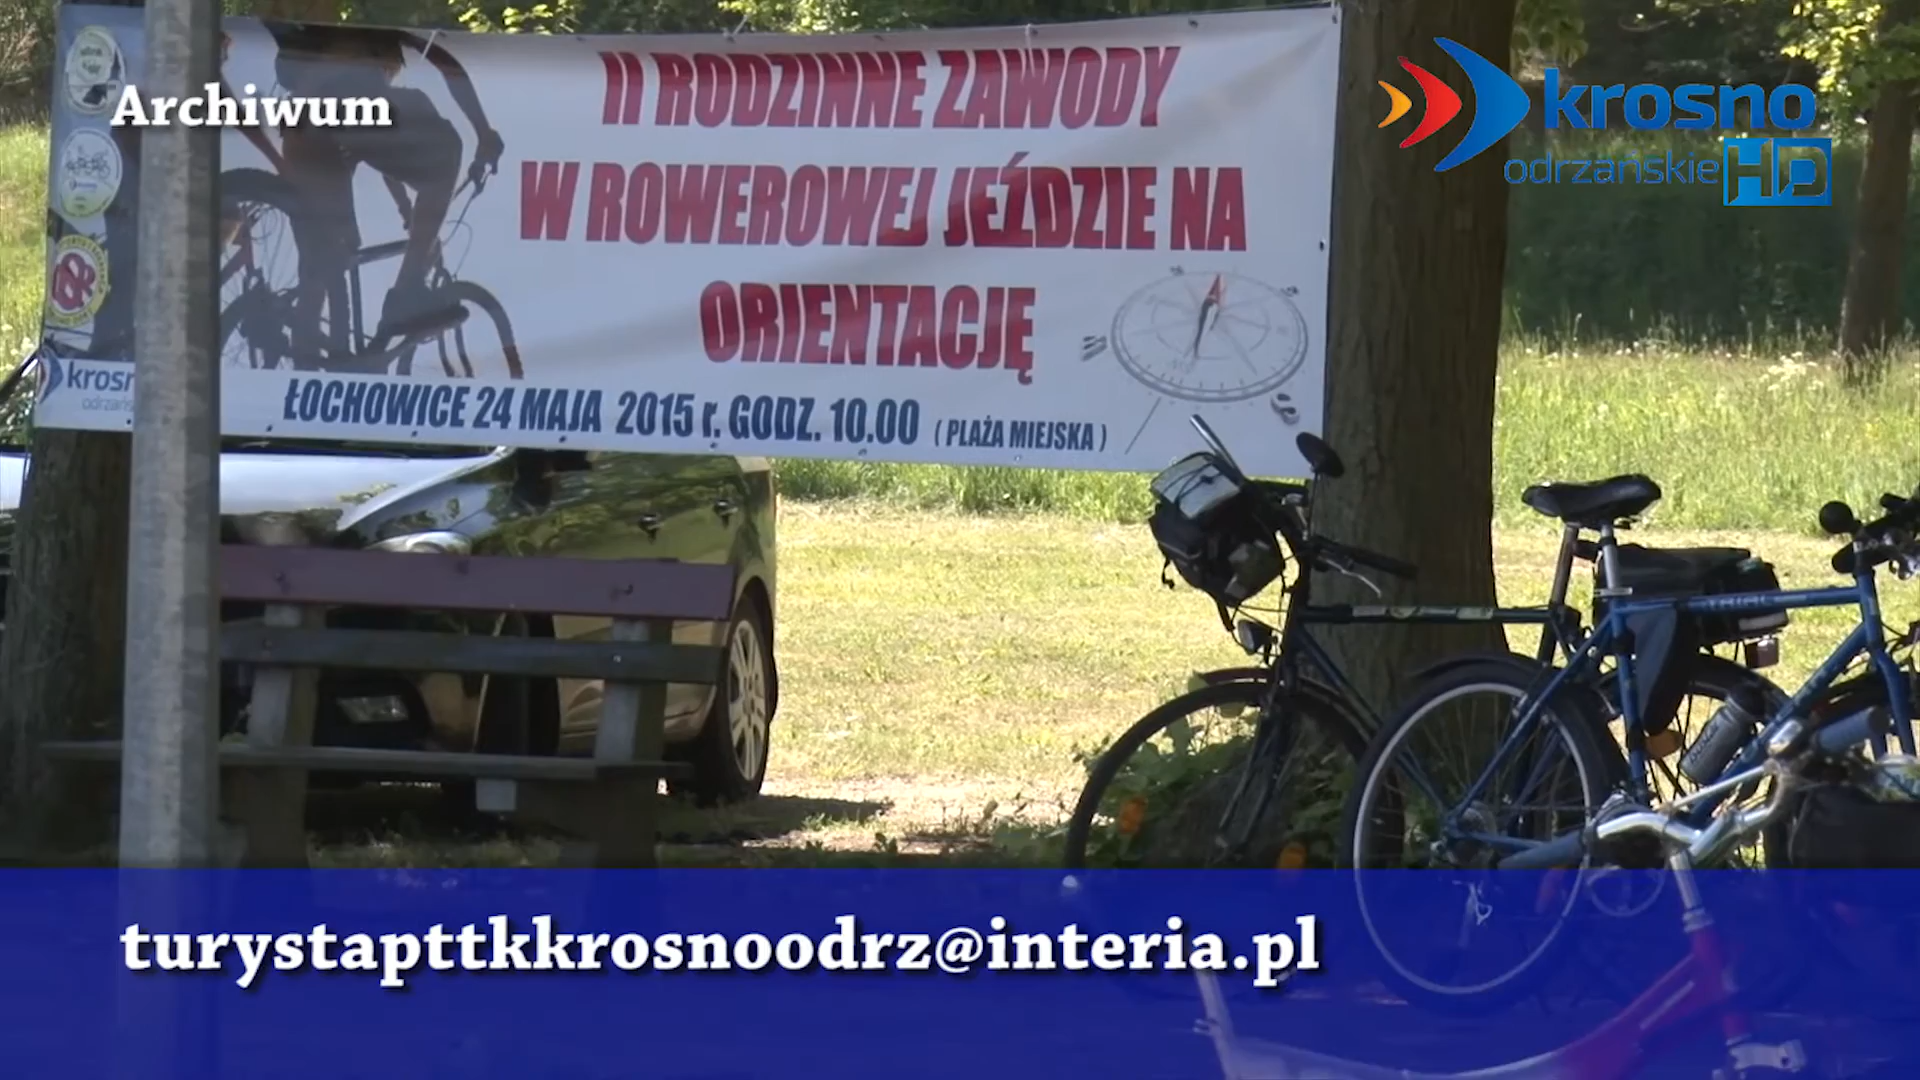 Archiwum
krosno
odrzańskie HD
II RODZINNE ZAWODY
W ROWEROWEJ JEŹDZIE NA
ORIENTACJĘ
ŁOCHOWICE 24 MAJA 2015 r. GODZ. 10.00 ( PLAŻA MIEJSKA )
turystapttkkrosnoodrz@interia.pl